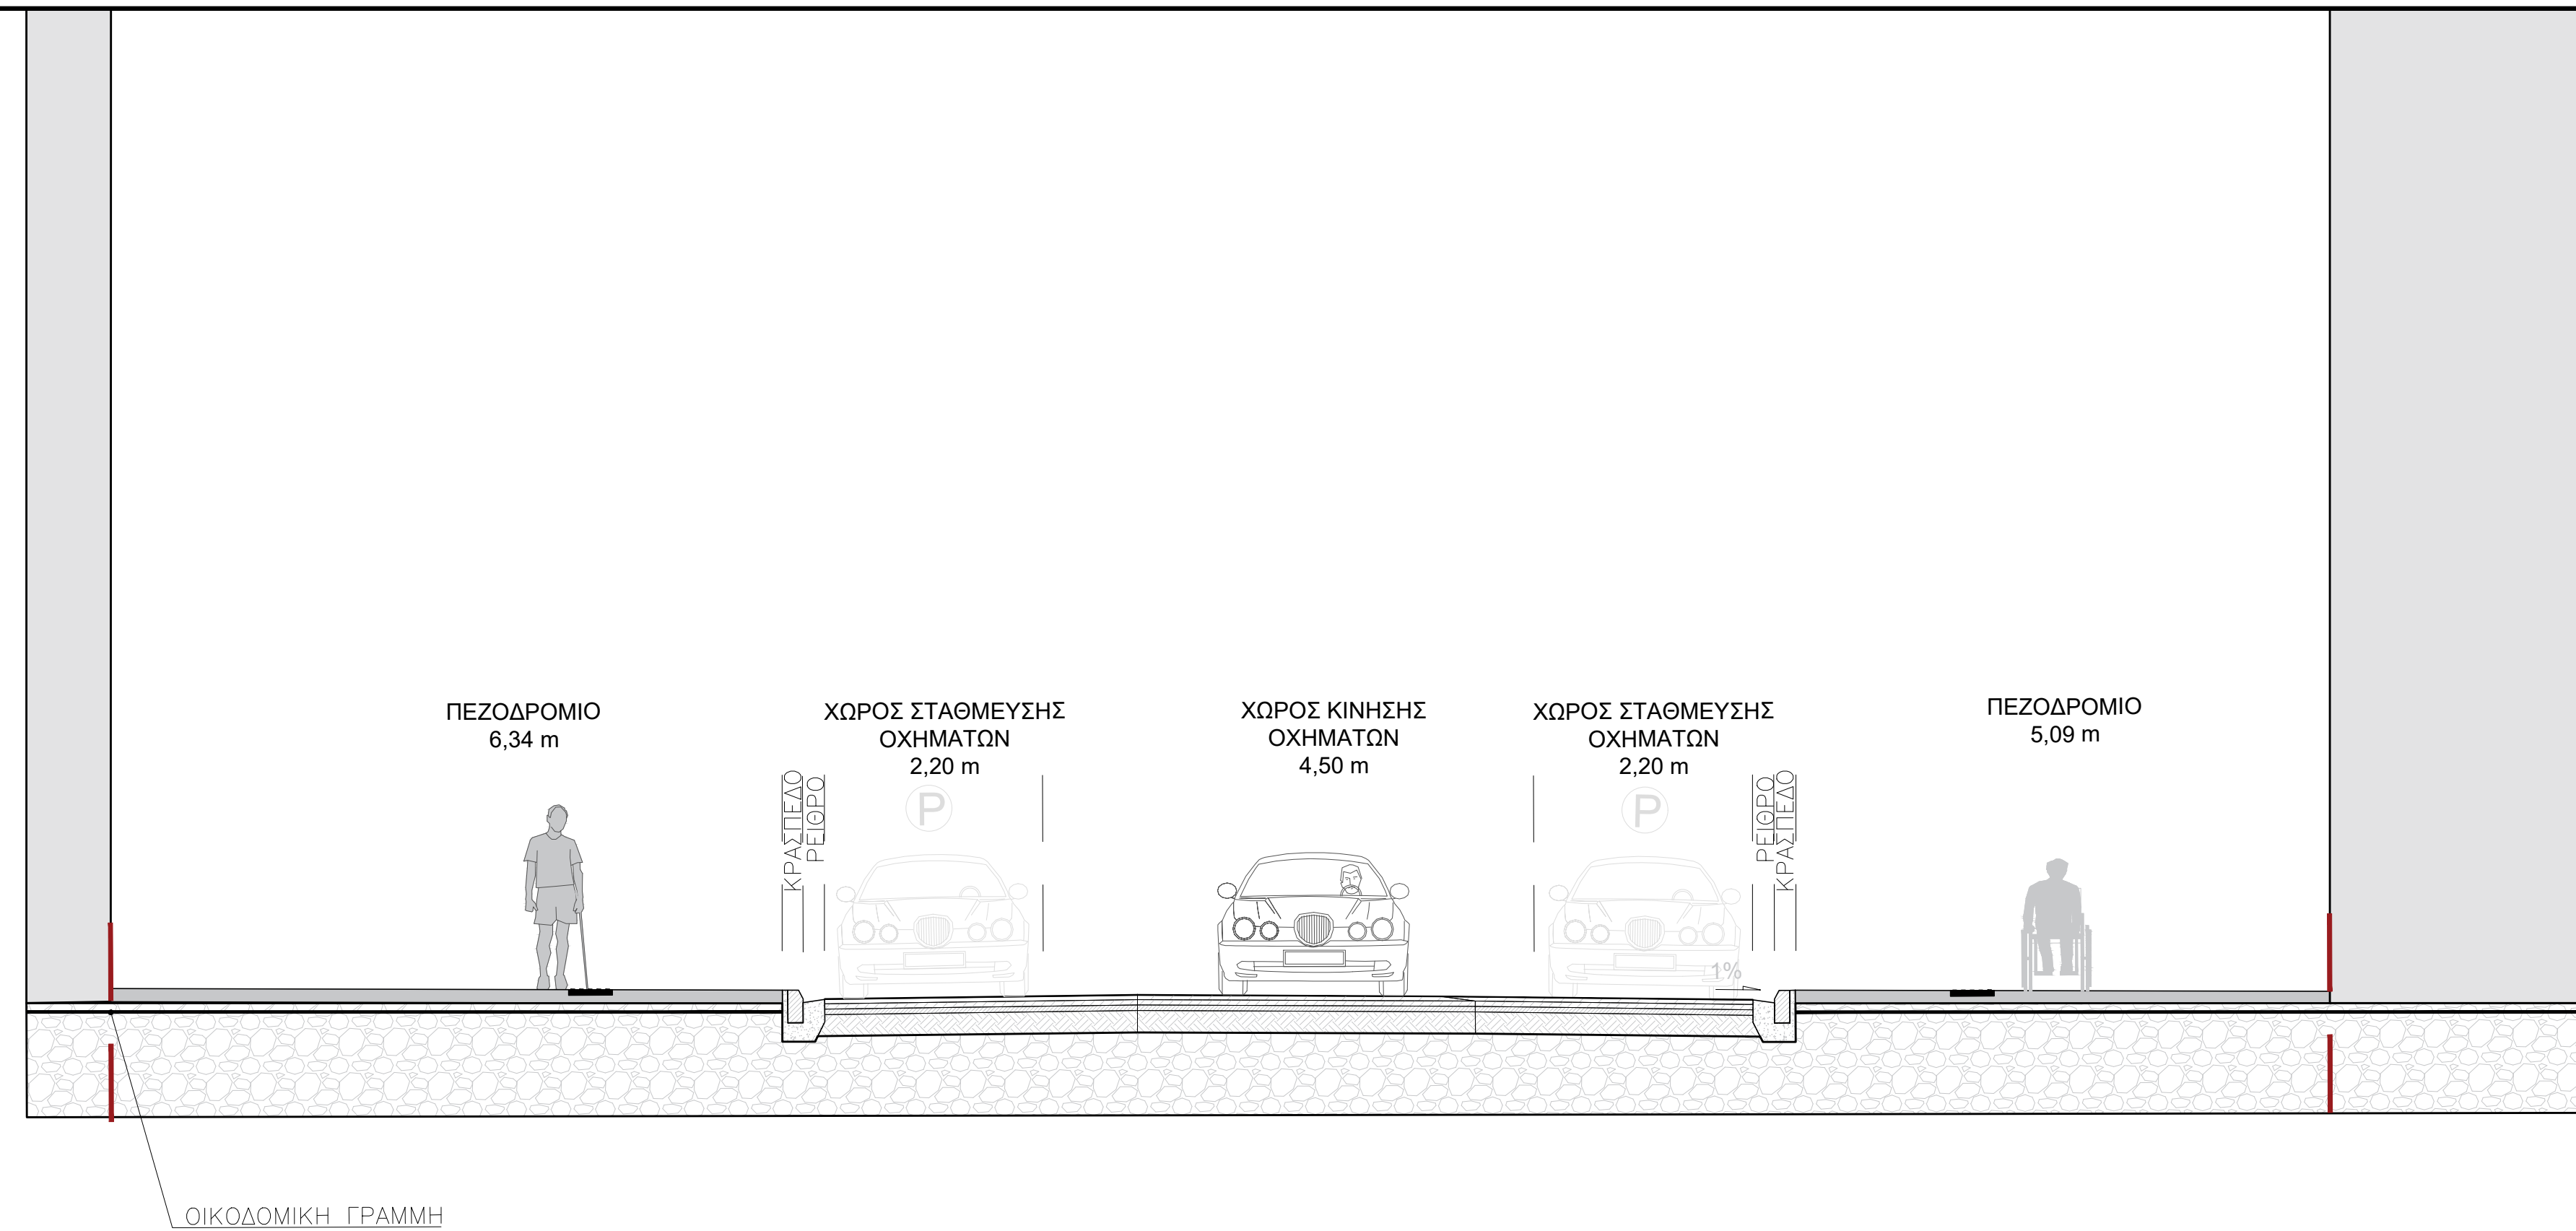 ΠΕΖΟΔΡΟΜΙΟ
6,34 m
ΧΩΡΟΣ ΣΤΑΘΜΕΥΣΗΣ
ΟΧΗΜΑΤΩΝ
2,20 m
ΧΩΡΟΣ ΚΙΝΗΣΗΣ
ΟΧΗΜΑΤΩΝ
4,50 m
ΧΩΡΟΣ ΣΤΑΘΜΕΥΣΗΣ
ΟΧΗΜΑΤΩΝ
2,20 m
ΠΕΖΟΔΡΟΜΙΟ
5,09 m
ΚΡΑΣΠΕΔΟ
ΡΕΙΘΡΟ
P
P
ΡΕΙΘΡΟ
ΚΡΑΣΠΕΔΟ
1%
ΟΙΚΟΔΟΜΙΚΗ ΓΡΑΜΜΗ